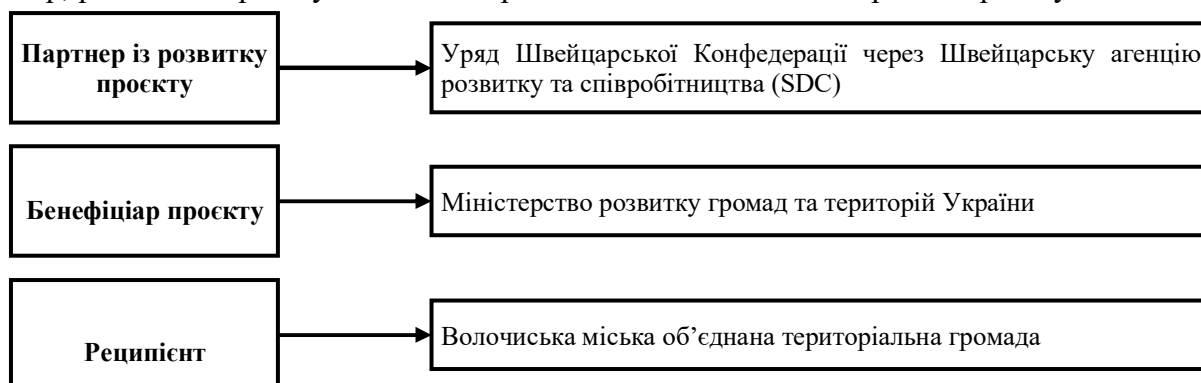 Партнер із розвитку
проєкту
Уряд Швейцарської Конфедерації через Швейцарську агенцію
розвитку та співробітництва (SDC)
Бенефіціар проєкту
Міністерство розвитку громад та територій України
Реципієнт
Волочиська міська об’єднана територіальна громада